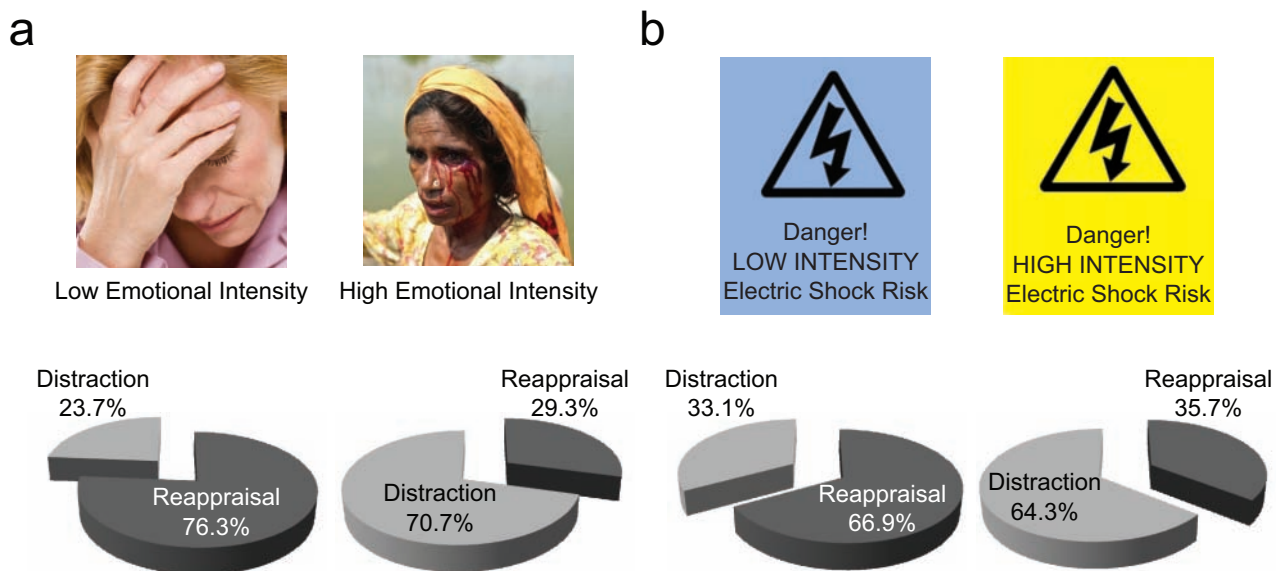 a
b
Low Emotional Intensity
High Emotional Intensity
Danger!
LOW INTENSITY
Electric Shock Risk
Danger!
HIGH INTENSITY
Electric Shock Risk
Distraction
23.7%
Reappraisal
76.3%
Reappraisal
29.3%
Distraction
70.7%
Distraction
33.1%
Reappraisal
66.9%
Reappraisal
35.7%
Distraction
64.3%